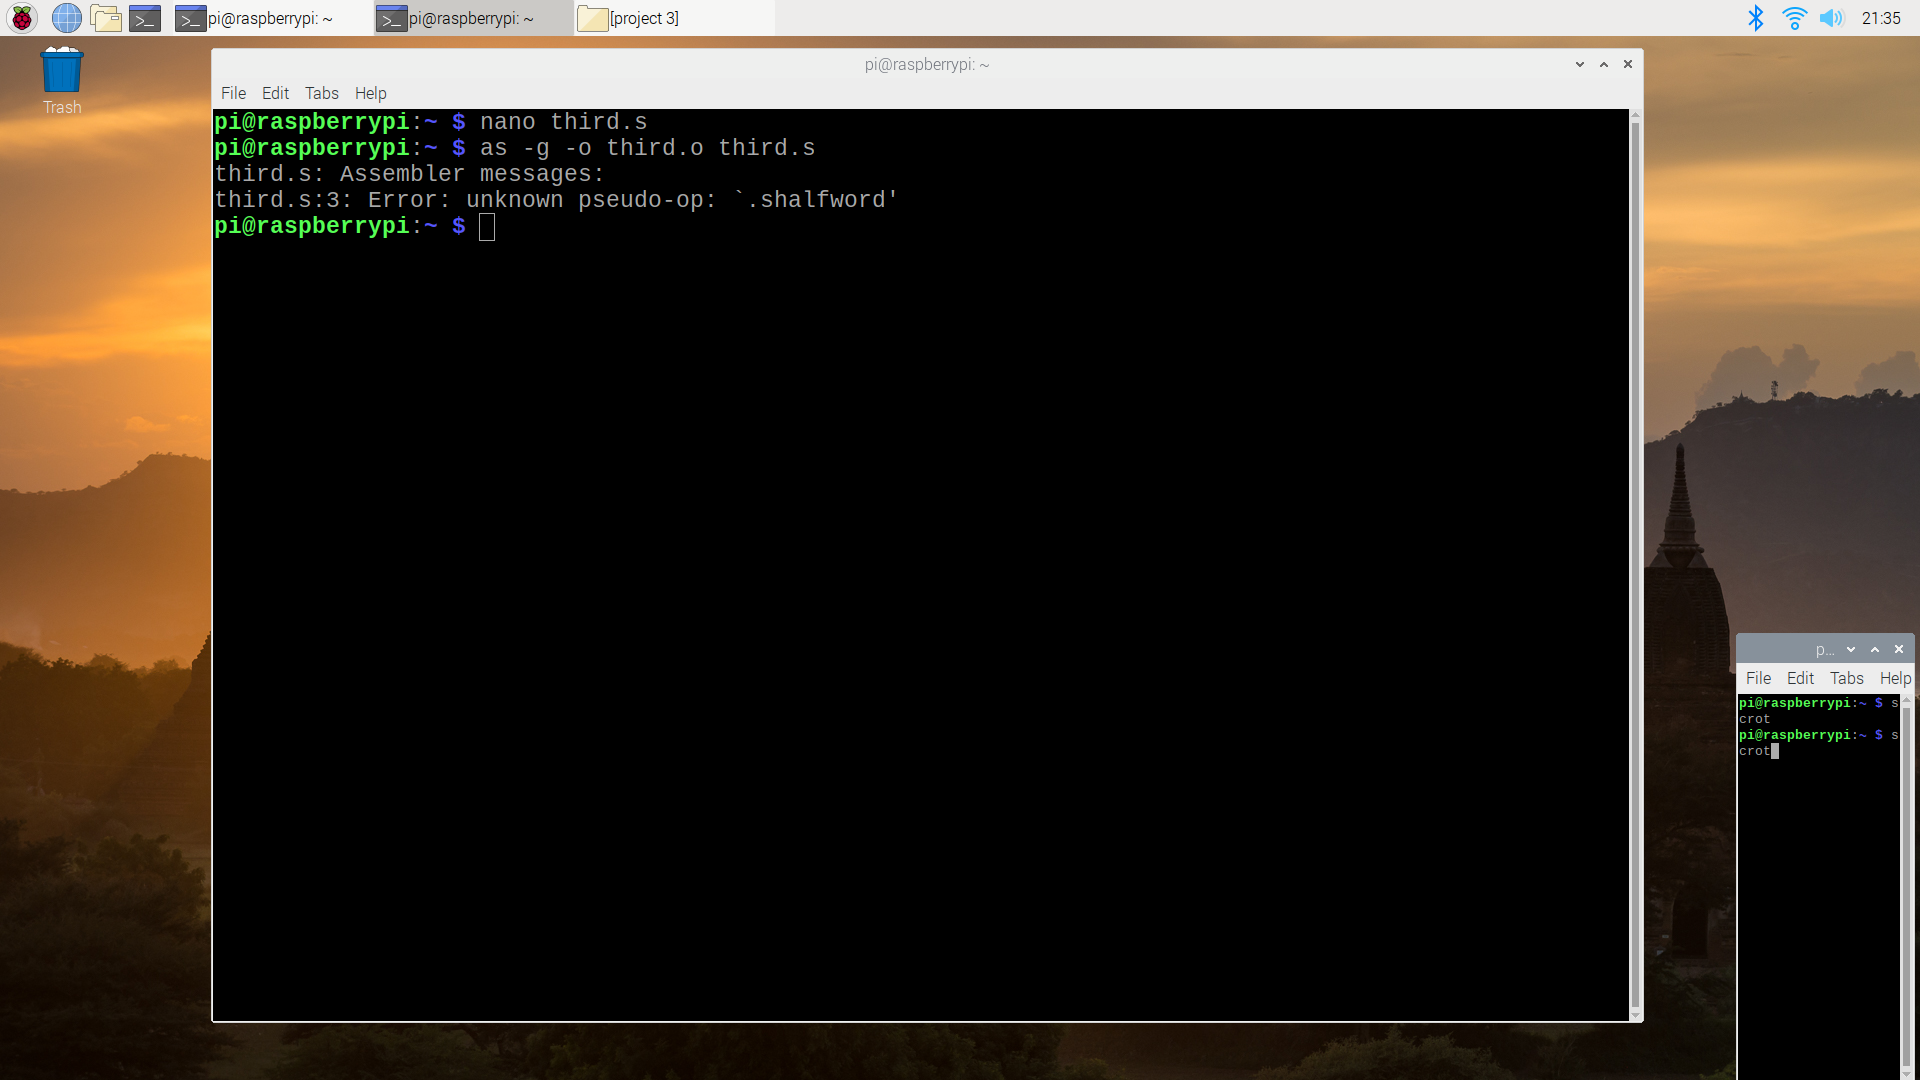 pi@raspberrypi: ~
pi@raspberrypi: ~
[project 3]
21:35
Trash
pi@raspberrypi: ~
File Edit Tabs Help
pi@raspberrypi:~ $ nano third.s
pi@raspberrypi:~ $ as -g -o third.o third.s
third.s: Assembler messages:
third.s:3: Error: unknown pseudo-op: `.shalfword'
pi@raspberrypi:~ $
p...
File Edit Tabs Help
pi@raspberrypi:~ $ s
crot
pi@raspberrypi:~ $ s
crot